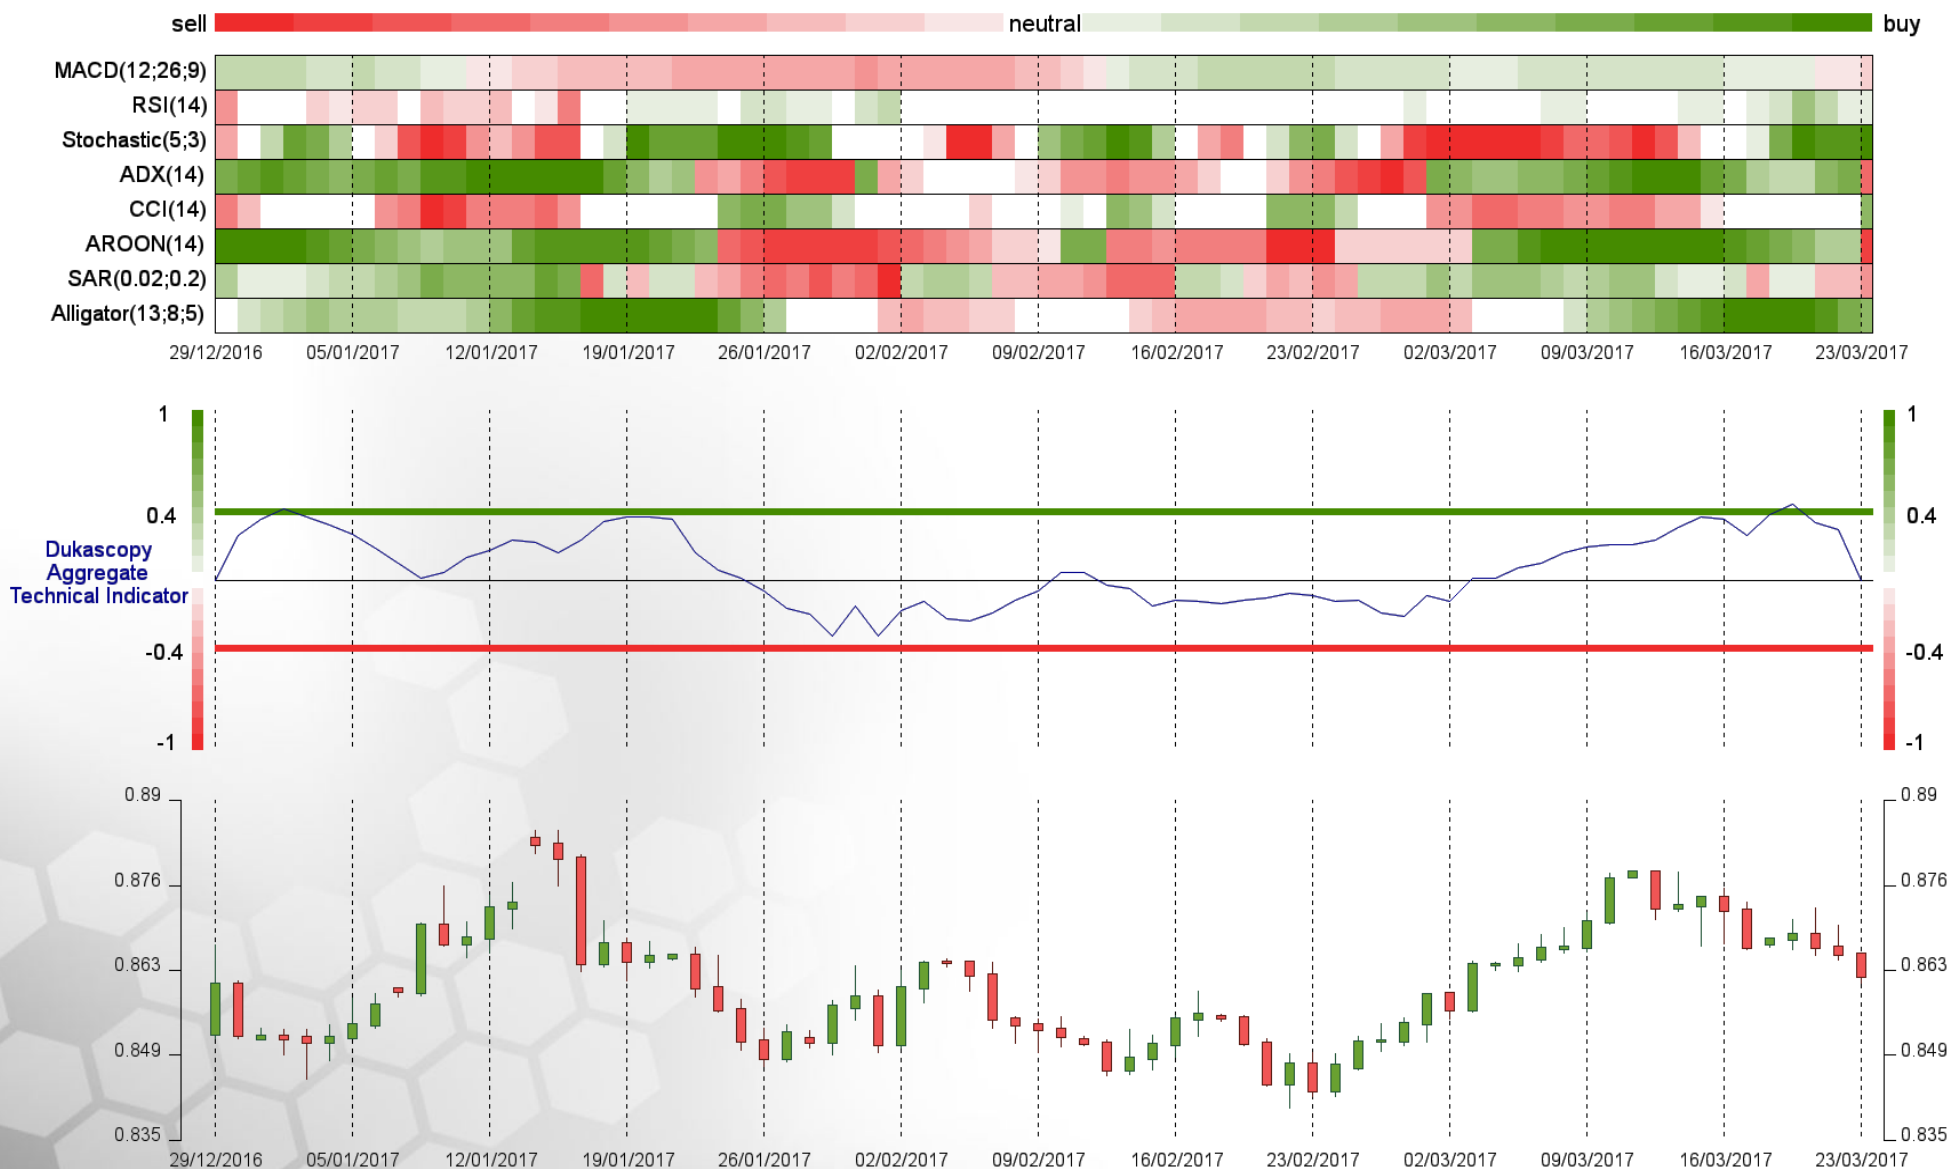 sell neutral buy
MACD(12;26;9)
RSI(14)
Stochastic(5;3)
ADX(14)
CCI(14)
AROON(14)
SAR(0.02;0.2)
Alligator(13;8;5)
29/12/2016 05/01/2017 12/01/2017 19/01/2017 26/01/2017 02/02/2017 09/02/2017 16/02/2017 23/02/2017 02/03/2017 09/03/2017 16/03/2017 23/03/2017
1 1
0.4 0.4
Dukascopy
Aggregate
Technical Indicator
-0.4 -0.4
-1 -1
0.89 0.89
0.876 0.876
0.863 0.863
0.849 0.849
0.835 0.835
29/12/2016 05/01/2017 12/01/2017 19/01/2017 26/01/2017 02/02/2017 09/02/2017 16/02/2017 23/02/2017 02/03/2017 09/03/2017 16/03/2017 23/03/2017